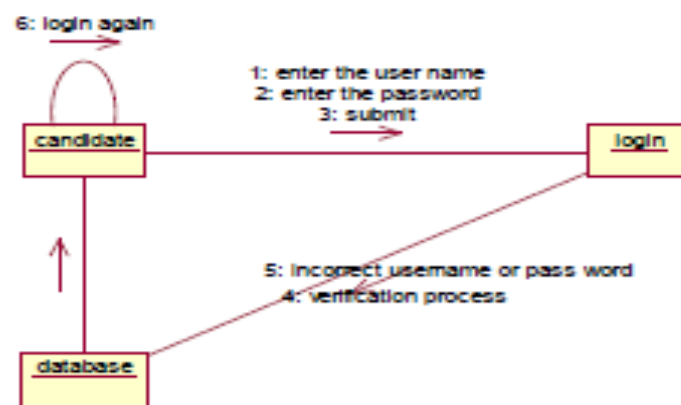 6: login again
1: enter the user name
2: enter the password
3: submit
candidate
login
5: incorrect username or pass word
4: verification process
database